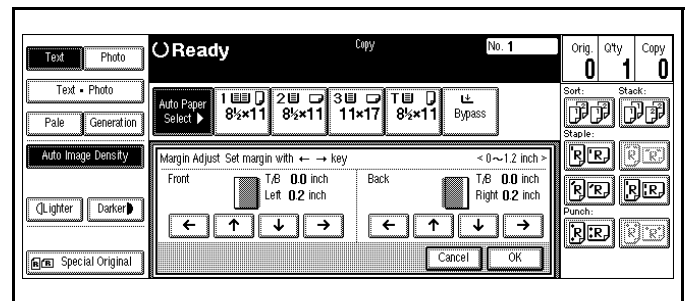 Text Photo
Text • Photo
Pale Generation
Auto Image Density
Lighter Darker
R R Special Original
Ready Copy No. 1
Auto Paper Select ▶
1 8½×11
2 8½×11
3 11×17
T 8½×11
Bypass
Margin Adjust Set margin with ← → key < 0~1.2 inch >
Front T/B 0.0 inch
Left 0.2 inch
← ↑ ↓ →
Back T/B 0.0 inch
Right 0.2 inch
← ↑ ↓ →
Cancel OK
Orig. Q'ty Copy
0 1 0
Sort: Stack:
Staple:
R R R R
R R R R
Punch:
R R R R